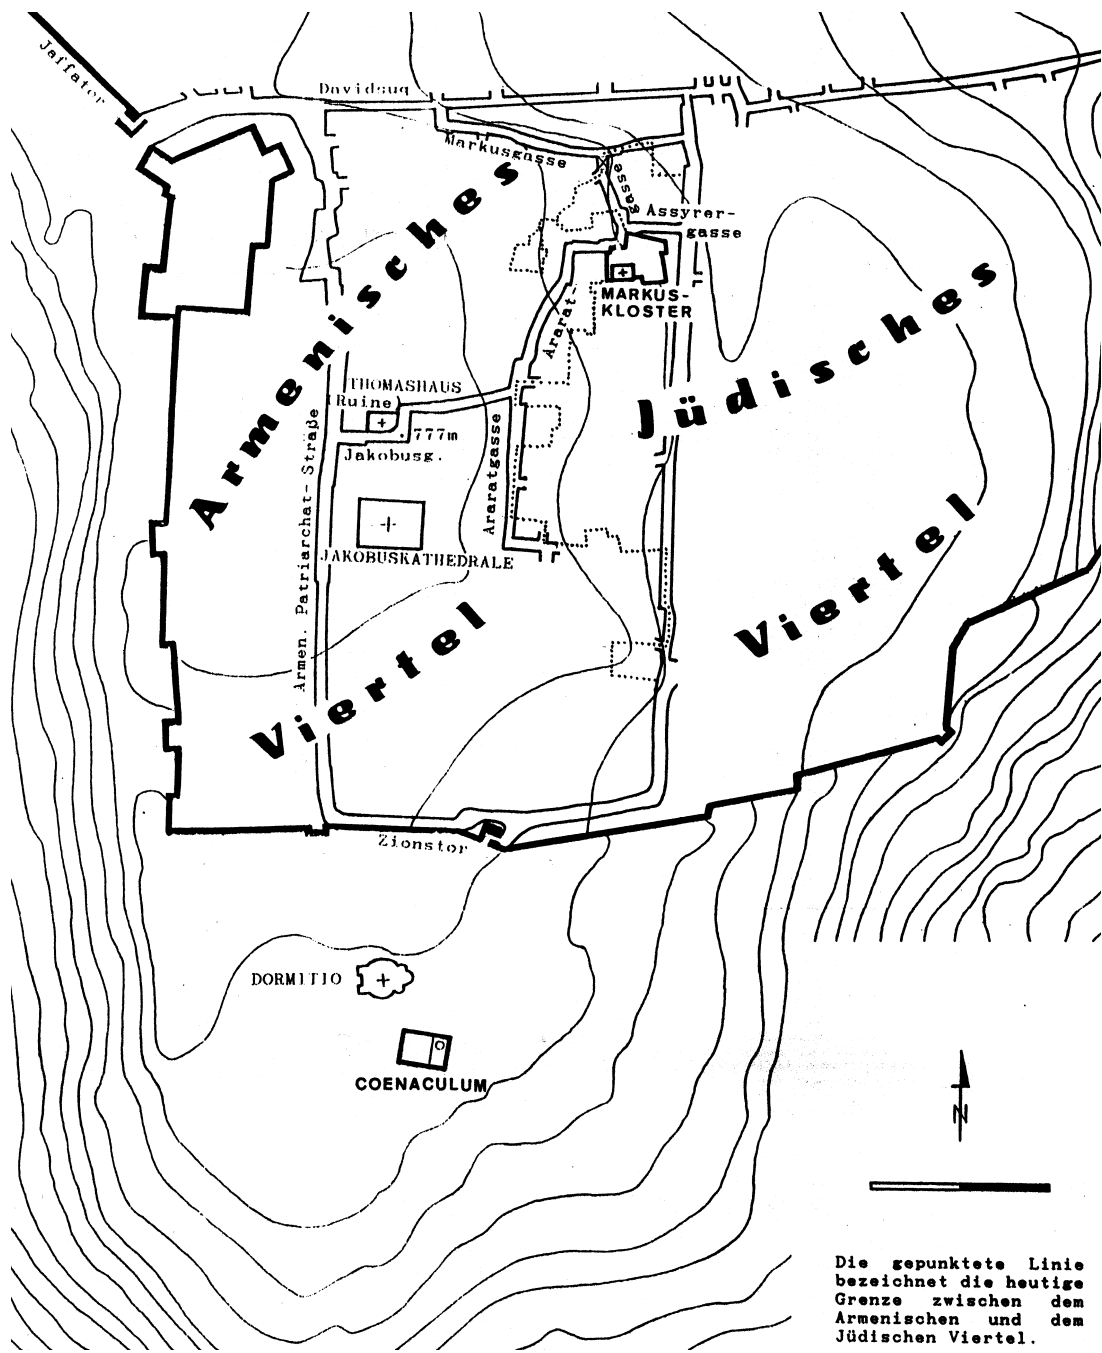 Jaffator
Davidsuq
Markusgasse
gasse
Assyrer-
gasse
MARKUS-
KLOSTER
Ararat-
Armenisches
Viertel
Jüdisches
Viertel
THOMASHAUS
(Ruine)
777m
Jakobusg.
Araratgasse
Armen. Patriarchat-Straße
JAKOBUSKATHEDRALE
Zionstor
DORMITIO
COENACULUM
N
Die gepunktete Linie
bezeichnet die heutige
Grenze zwischen dem
Armenischen und dem
Jüdischen Viertel.